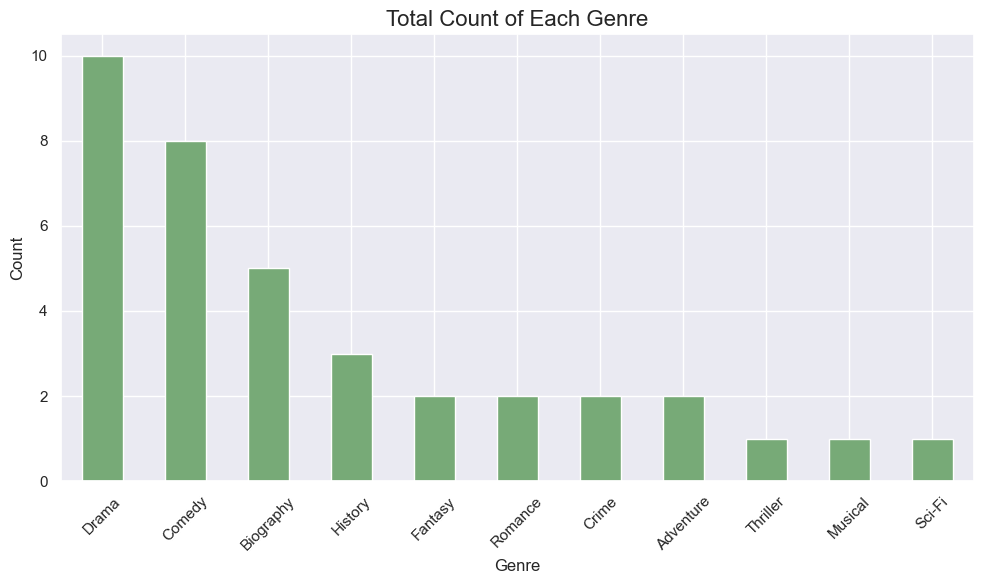 Total Count of Each Genre
10
8
6
4
2
0
Count
Drama
Comedy
Biography
History
Fantasy
Romance
Crime
Adventure
Thriller
Musical
Sci-Fi
Genre